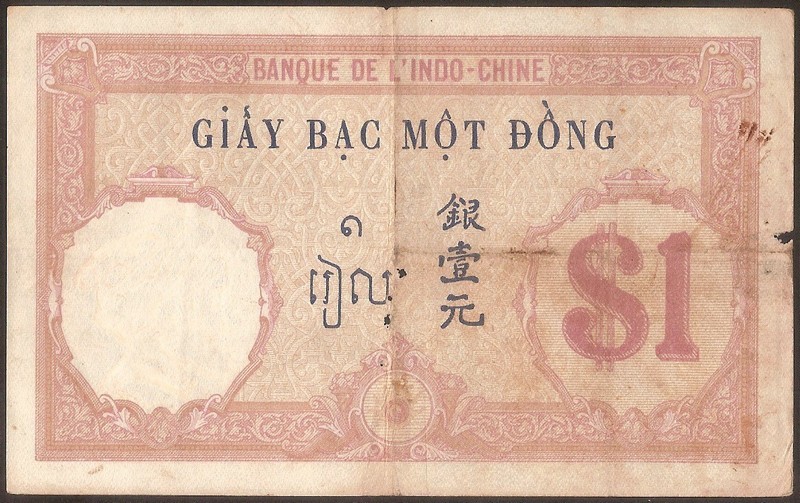 BANQUE DE L'INDO-CHINE
GIẤY BẠC MỘT ĐỒNG
១
រៀល
銀壹元
$1